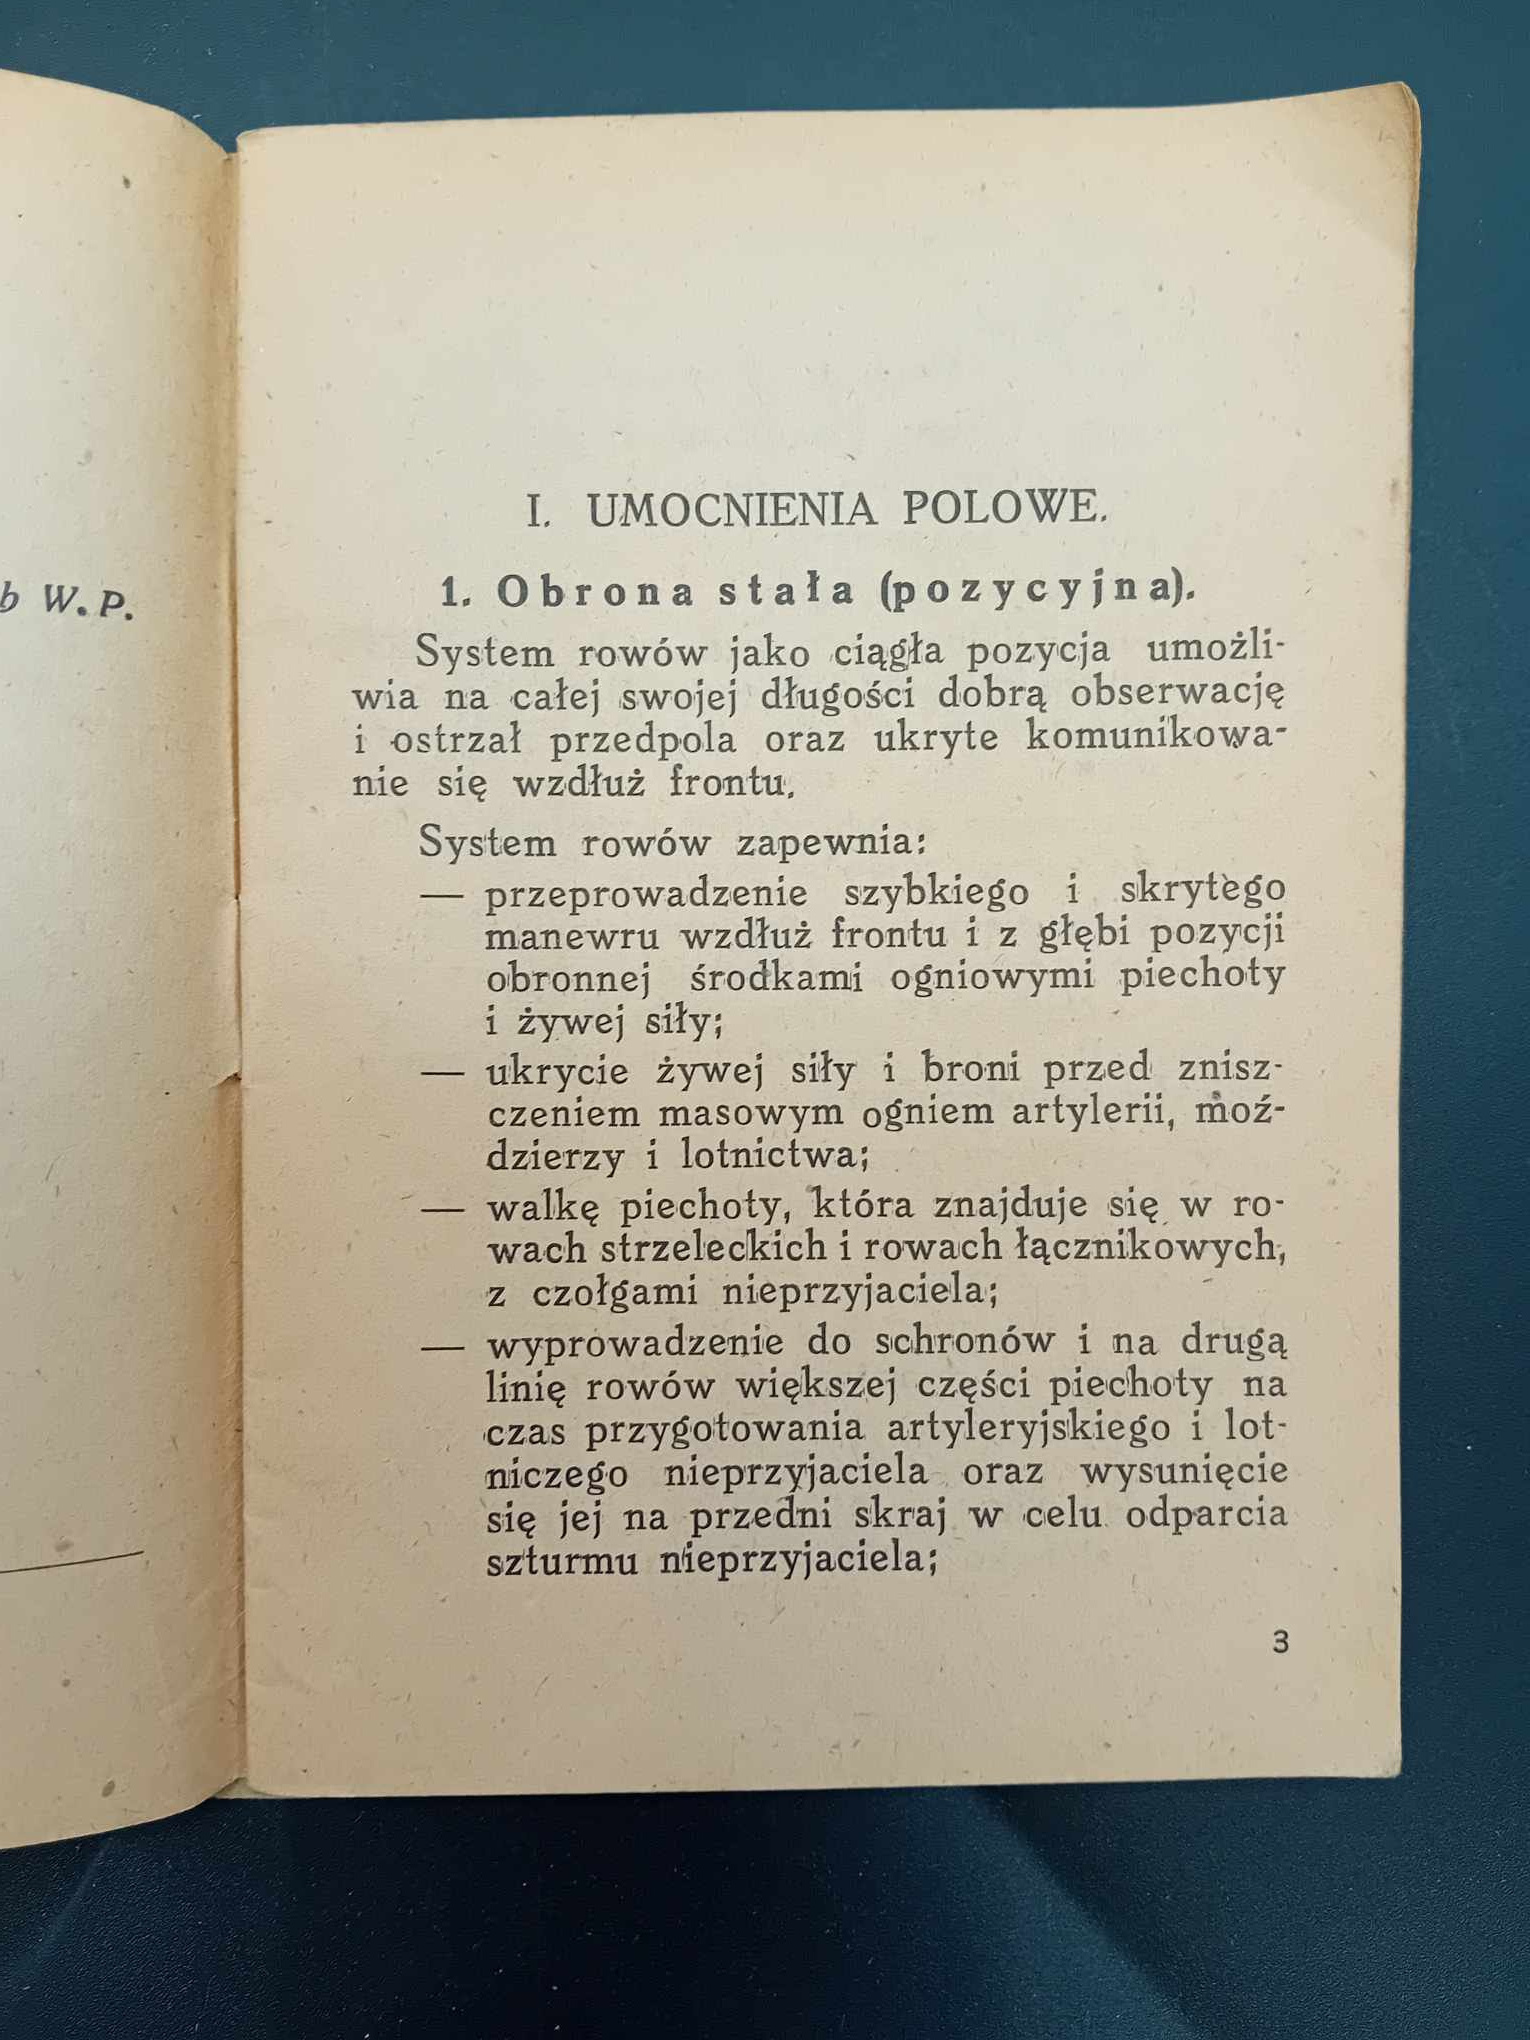 b W. P.
I. UMOCNIENIA POLOWE.
1. Obrona stała (pozycyjna).
System rowów jako ciągła pozycja umożli-
wia na całej swojej długości dobrą obserwację
i ostrzał przedpola oraz ukryte komunikowa-
nie się wzdłuż frontu.
System rowów zapewnia:
— przeprowadzenie szybkiego i skrytego
manewru wzdłuż frontu i z głębi pozycji
obronnej środkami ogniowymi piechoty
i żywej siły;
— ukrycie żywej siły i broni przed znisz-
czeniem masowym ogniem artylerii, moź-
dzierzy i lotnictwa;
— walkę piechoty, która znajduje się w ro-
wach strzeleckich i rowach łącznikowych,
z czołgami nieprzyjaciela;
— wyprowadzenie do schronów i na drugą
linię rowów większej części piechoty na
czas przygotowania artyleryjskiego i lot-
niczego nieprzyjaciela oraz wysunięcie
się jej na przedni skraj w celu odparcia
szturmu nieprzyjaciela;
3